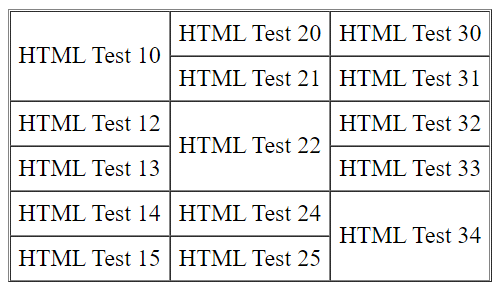 HTML Test 10
HTML Test 20
HTML Test 30
HTML Test 21
HTML Test 31
HTML Test 12
HTML Test 22
HTML Test 32
HTML Test 13
HTML Test 33
HTML Test 14
HTML Test 24
HTML Test 34
HTML Test 15
HTML Test 25